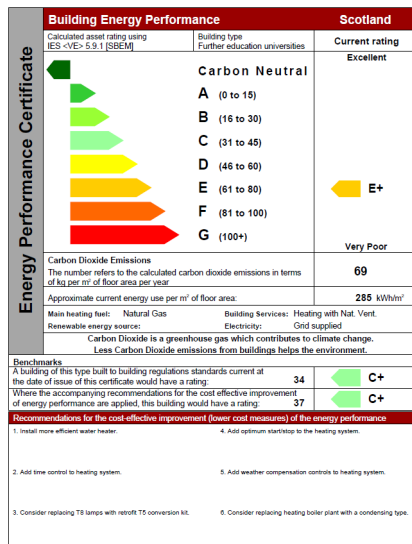 Energy Performance Certificate
Building Energy Performance
Scotland
Calculated asset rating using
IES <VE> 5.9.1 [SBEM]
Building type
Further education universities
Current rating
Excellent
Carbon Neutral
A (0 to 15)
B (16 to 30)
C (31 to 45)
D (46 to 60)
E (61 to 80)
E+
F (81 to 100)
G (100+)
Very Poor
Carbon Dioxide Emissions
The number refers to the calculated carbon dioxide emissions in terms
of kg per m² of floor area per year
69
Approximate current energy use per m² of floor area:
285 kWh/m²
Main heating fuel: Natural Gas
Building Services: Heating with Nat. Vent.
Renewable energy source:
Electricity: Grid supplied
Carbon Dioxide is a greenhouse gas which contributes to climate change.
Less Carbon Dioxide emissions from buildings helps the environment.
Benchmarks
A building of this type built to building regulations standards current at
the date of issue of this certificate would have a rating: 34
C+
Where the accompanying recommendations for the cost effective improvement
of energy performance are applied, this building would have a rating: 37
C+
Recommendations for the cost-effective improvement (lower cost measures) of the energy performance
1. Install more efficient water heater.
4. Add optimum start/stop to the heating system.
2. Add time control to heating system.
5. Add weather compensation controls to heating system.
3. Consider replacing T8 lamps with retrofit T5 conversion kit.
6. Consider replacing heating boiler plant with a condensing type.